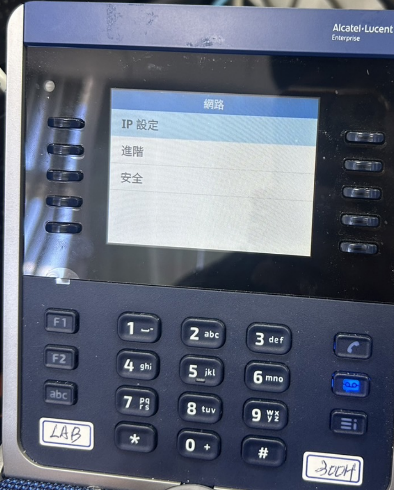 Alcatel·Lucent
Enterprise
網路
IP 設定
進階
安全
F1
1
2 abc
3 def
F2
4 ghi
5 jkl
6 mno
abc
7 pqrs
8 tuv
9 wxyz
*
0 +
#
LAB
300H